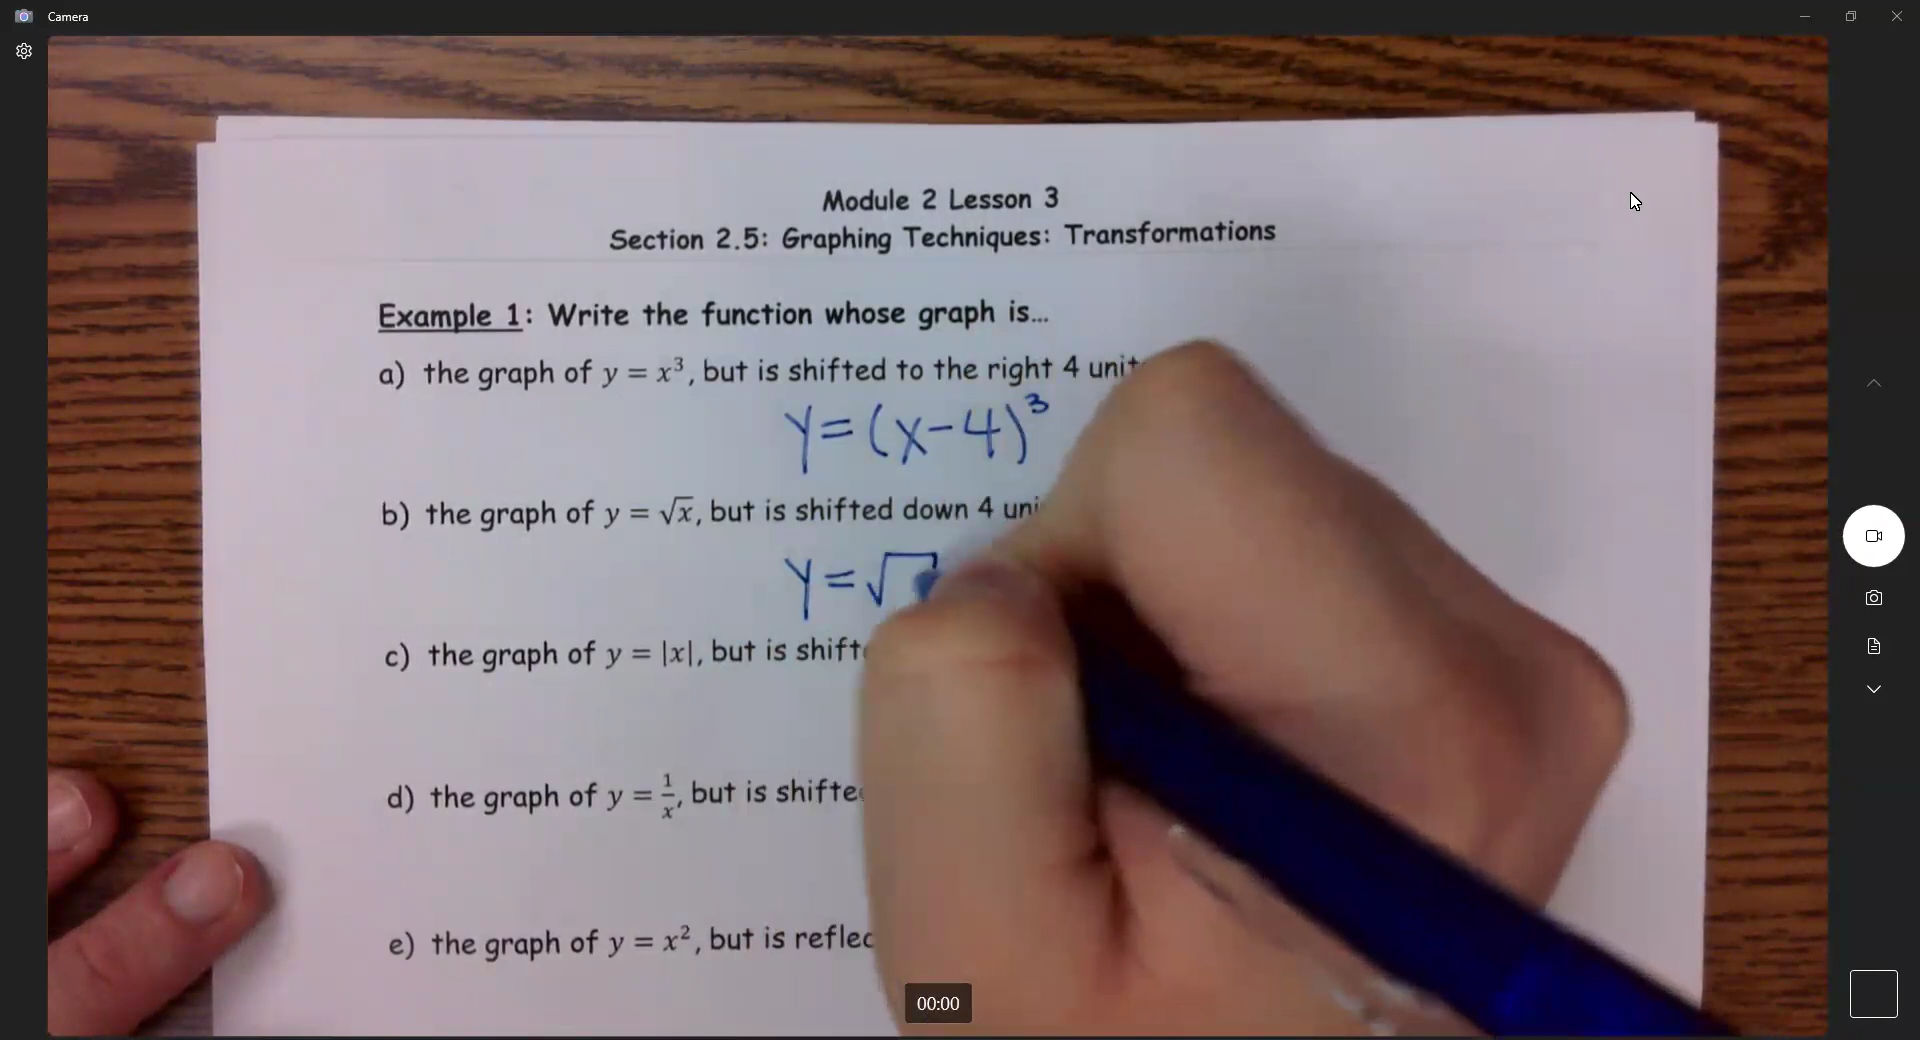 Camera
Module 2 Lesson 3
Section 2.5: Graphing Techniques: Transformations
Example 1: Write the function whose graph is...
a) the graph of y = x³, but is shifted to the right 4
y = (x-4)³
b) the graph of y = √x, but is shifted down 4
y = √
c) the graph of y = |x|, but is
d) the graph of y = 1/x, but is
e) the graph of y = x², but is
00:00